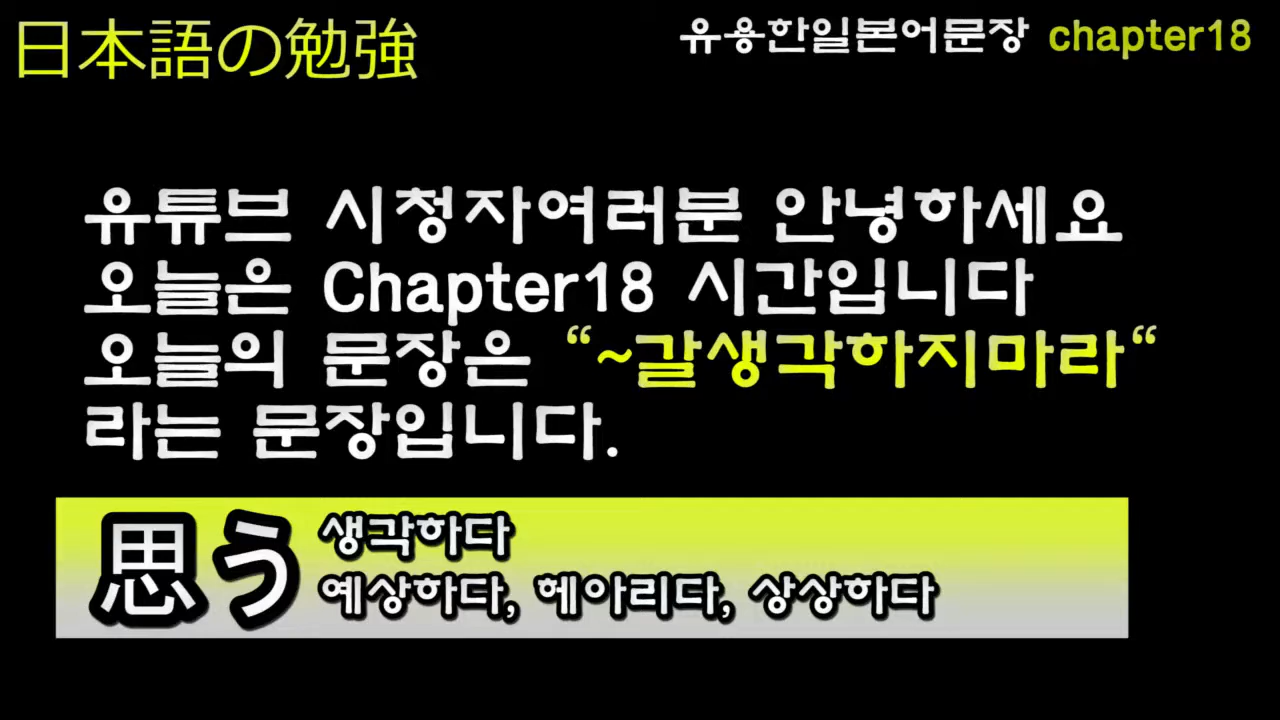 日本語の勉強
유용한일본어문장 chapter18
유튜브 시청자여러분 안녕하세요
오늘은 Chapter18 시간입니다
오늘의 문장은 “~갈생각하지마라“
라는 문장입니다.
思う
생각하다
예상하다, 헤아리다, 상상하다